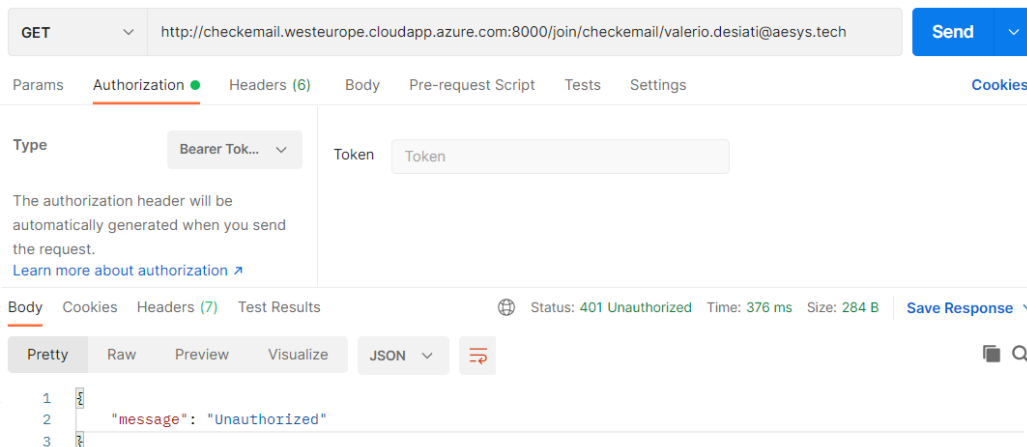 GET http://checkemail.westeurope.cloudapp.azure.com:8000/join/checkemail/valerio.desiati@aesys.tech Send
Params Authorization Headers (6) Body Pre-request Script Tests Settings Cookies
Type Bearer Tok... Token Token
The authorization header will be
automatically generated when you send
the request.
Learn more about authorization ↗
Body Cookies Headers (7) Test Results Status: 401 Unauthorized Time: 376 ms Size: 284 B Save Response
Pretty Raw Preview Visualize JSON
1 {
2 "message": "Unauthorized"
3 }